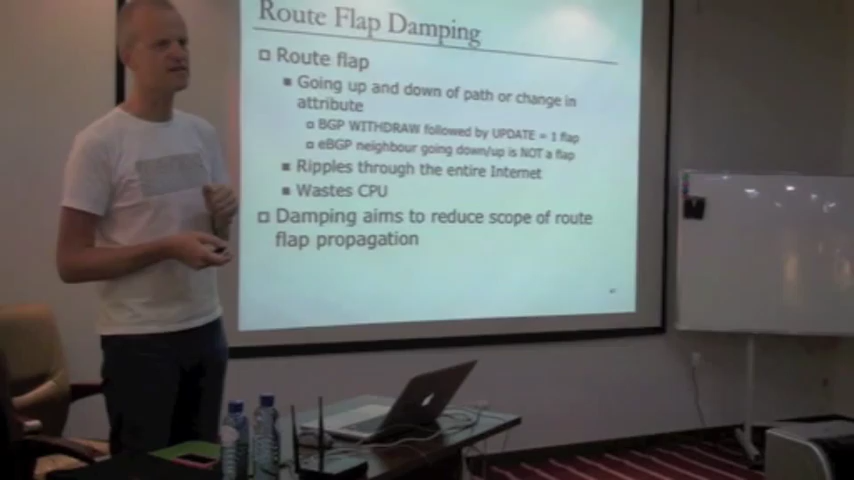 Route Flap Damping
Route flap
Going up and down of path or change in
attribute
BGP WITHDRAW followed by UPDATE = 1 flap
eBGP neighbour going down/up is NOT a flap
Ripples through the entire Internet
Wastes CPU
Damping aims to reduce scope of route
flap propagation